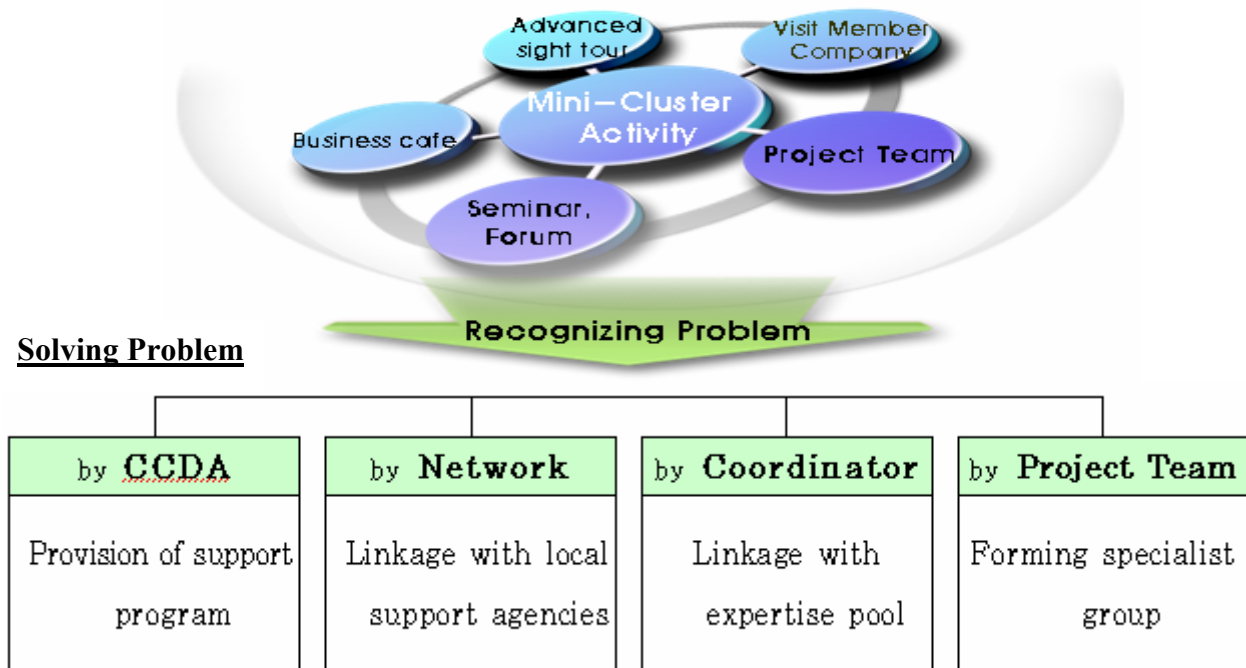 Advanced
sight tour
Visit Member
Company
Mini-Cluster
Activity
Business cafe
Project Team
Seminar,
Forum
Recognizing Problem
Solving Problem
by CCDA
Provision of support
program
by Network
Linkage with local
support agencies
by Coordinator
Linkage with
expertise pool
by Project Team
Forming specialist
group